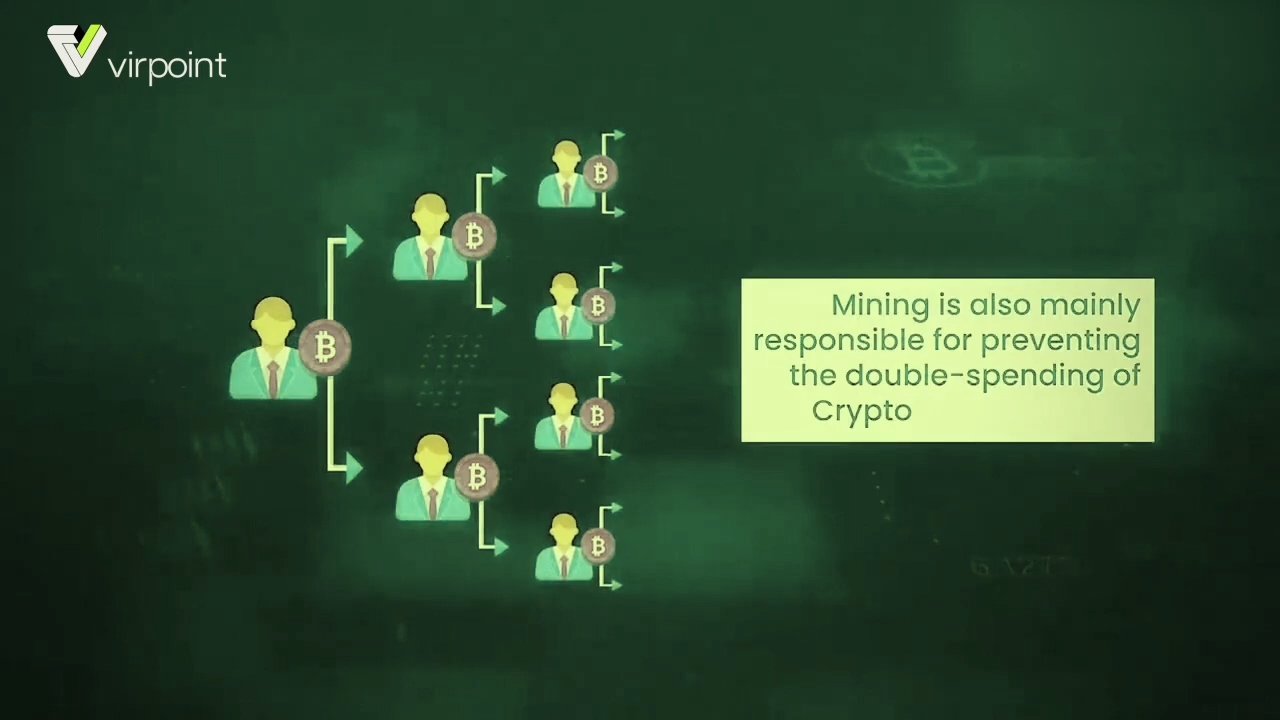 virpoint
Mining is also mainly
responsible for preventing
the double-spending of
Crypto